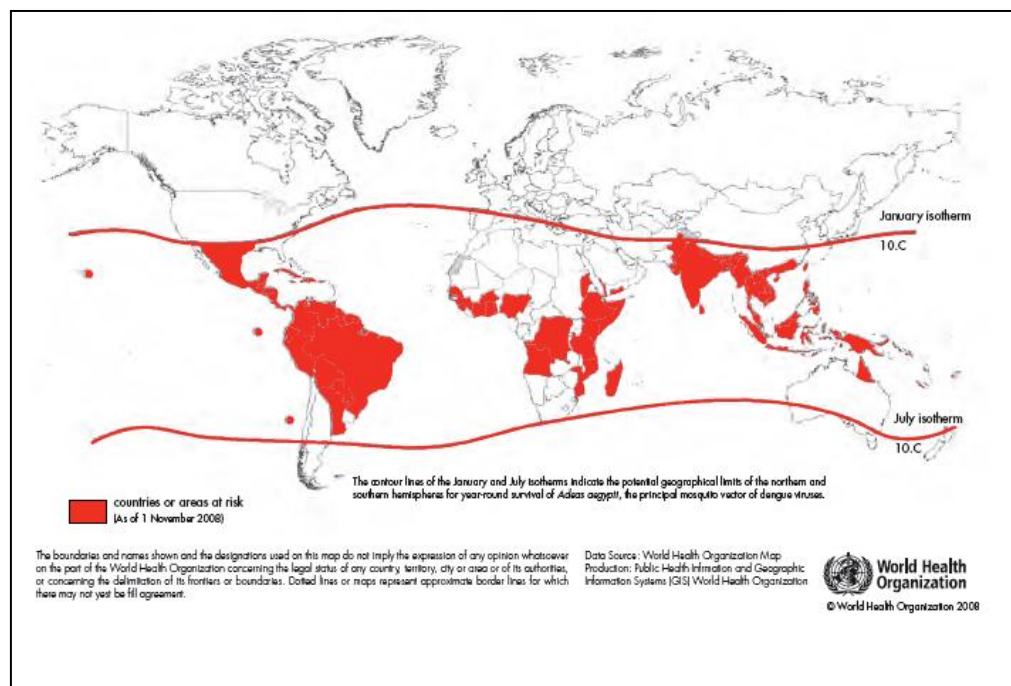 January isotherm
10.C
July isotherm
10.C
The contour lines of the January and July isotherms indicate the potential geographical limits of the northern and
southern hemispheres for year-round survival of Adeas aegyptii, the principal mosquito vector of dengue viruses.
countries or areas at risk
(As of 1 November 2008)
The boundaries and names shown and the designations used on this map do not imply the expression of any opinion whatsoever
on the part of the World Health Organization concerning the legal status of any country, territory, city or area or of its authorities,
or concerning the delimitation of its frontiers or boundaries. Dotted lines or maps represent approximate border lines for which
there may not yest be fill agreement.
Data Source: World Health Organization Map
Production: Public Health Infrmation and Geographic
Information Systems (GIS) World Health Organization
World Health
Organization
© World Health Organization 2008